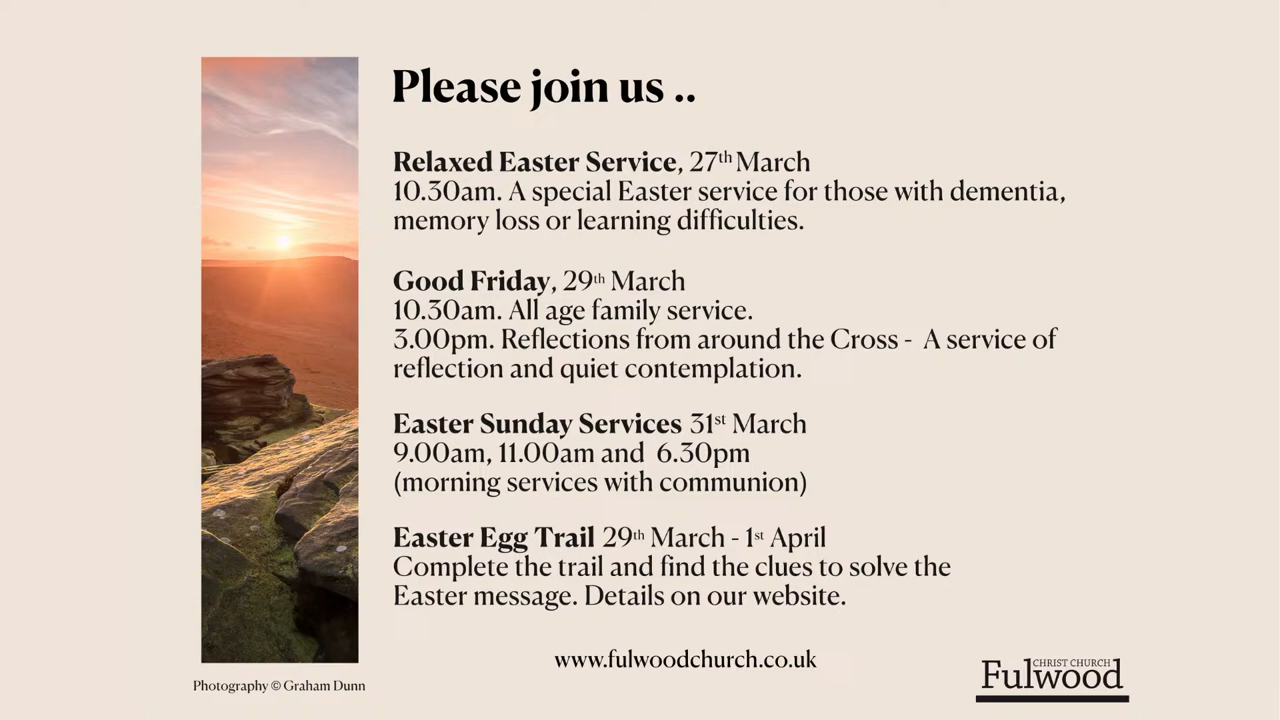 Please join us ..
Relaxed Easter Service, 27th March
10.30am. A special Easter service for those with dementia,
memory loss or learning difficulties.
Good Friday, 29th March
10.30am. All age family service.
3.00pm. Reflections from around the Cross - A service of
reflection and quiet contemplation.
Easter Sunday Services 31st March
9.00am, 11.00am and 6.30pm
(morning services with communion)
Easter Egg Trail 29th March - 1st April
Complete the trail and find the clues to solve the
Easter message. Details on our website.
www.fulwoodchurch.co.uk
CHRIST CHURCH
Fulwood
Photography © Graham Dunn